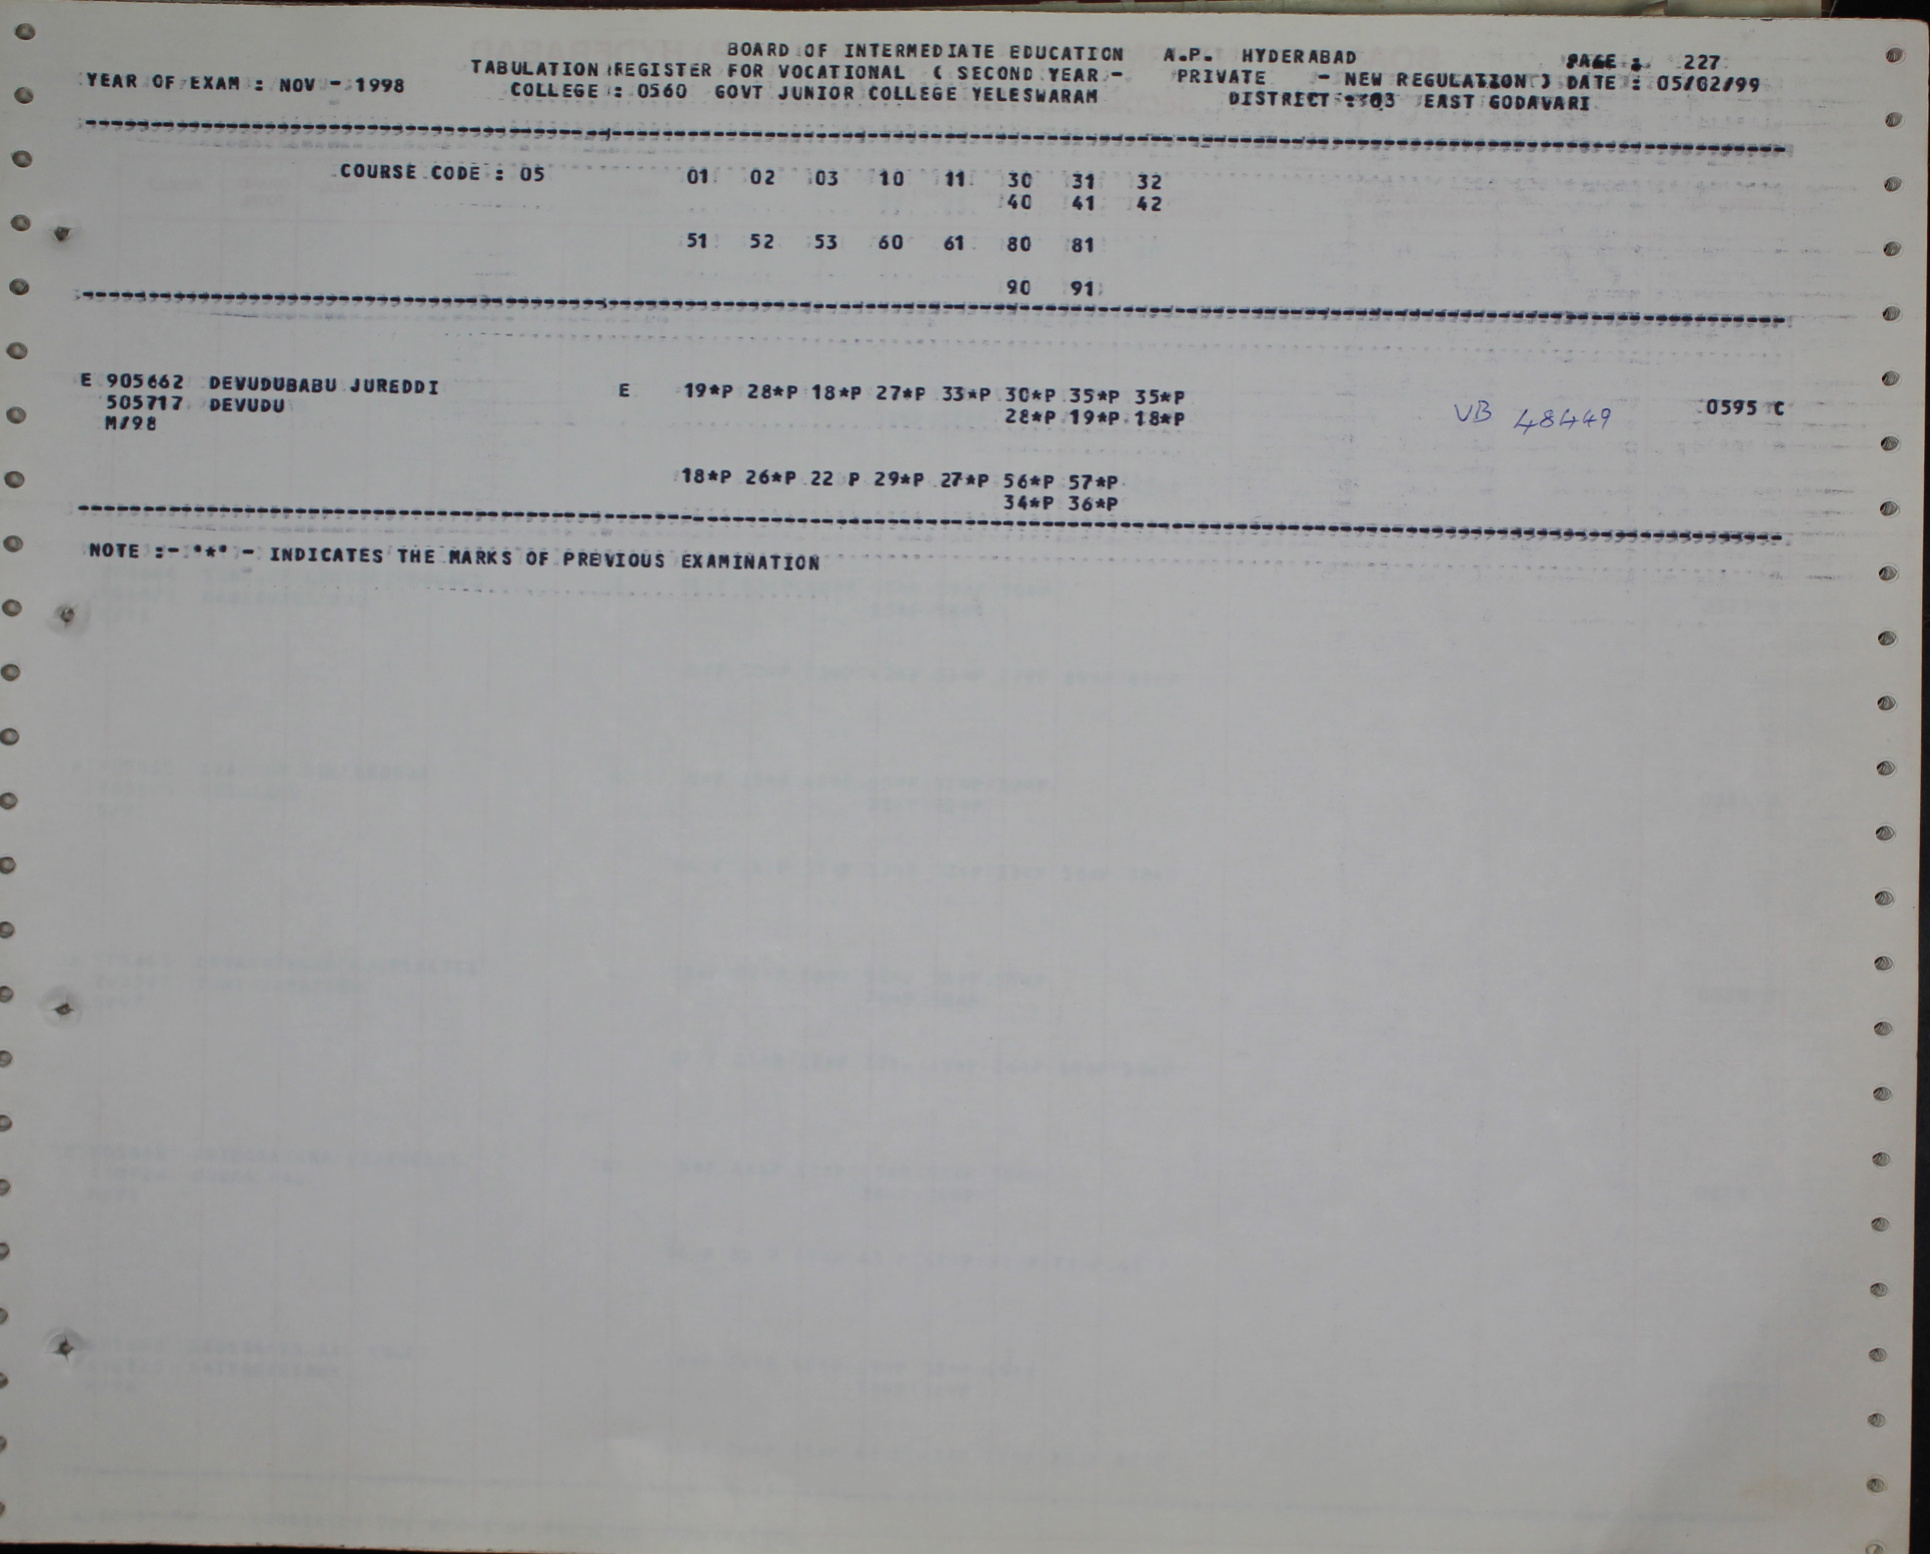 BOARD OF INTERMEDIATE EDUCATION A.P. HYDERABAD PAGE : 227
YEAR OF EXAM : NOV - 1998 TABULATION REGISTER FOR VOCATIONAL ( SECOND YEAR - PRIVATE - NEW REGULATION ) DATE : 05/02/99
COLLEGE : 0560 GOVT JUNIOR COLLEGE YELESWARAM DISTRICT : 03 EAST GODAVARI
COURSE CODE : 05 01 02 03 10 11 30 31 32
40 41 42
51 52 53 60 61 80 81
90 91
E 905662 DEVUDUBABU JUREDDI E 19*P 28*P 18*P 27*P 33*P 30*P 35*P 35*P
505717 DEVUDU 28*P 19*P 18*P VB 48449 0595 C
M/98
18*P 26*P 22 P 29*P 27*P 56*P 57*P
34*P 36*P
NOTE :- "*" - INDICATES THE MARKS OF PREVIOUS EXAMINATION